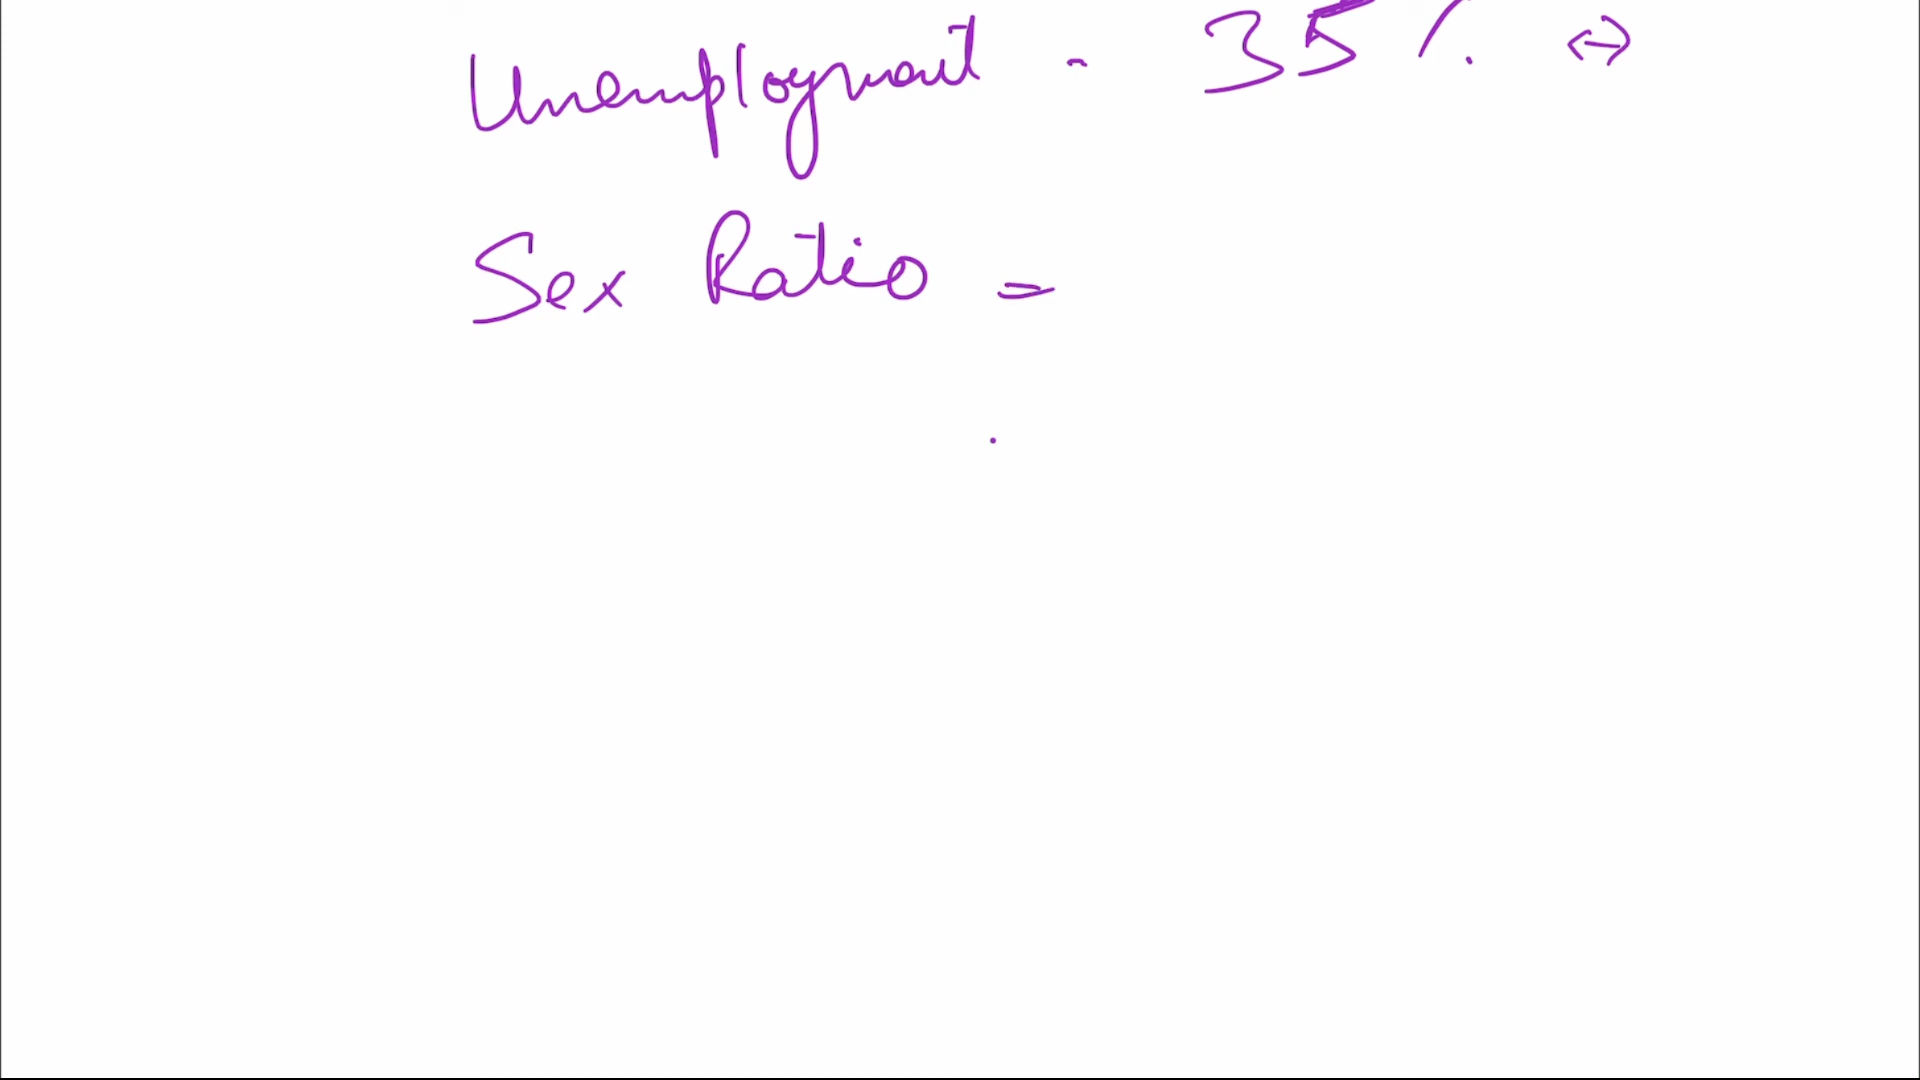 Unemployment - 35% ↔
Sex Ratio =